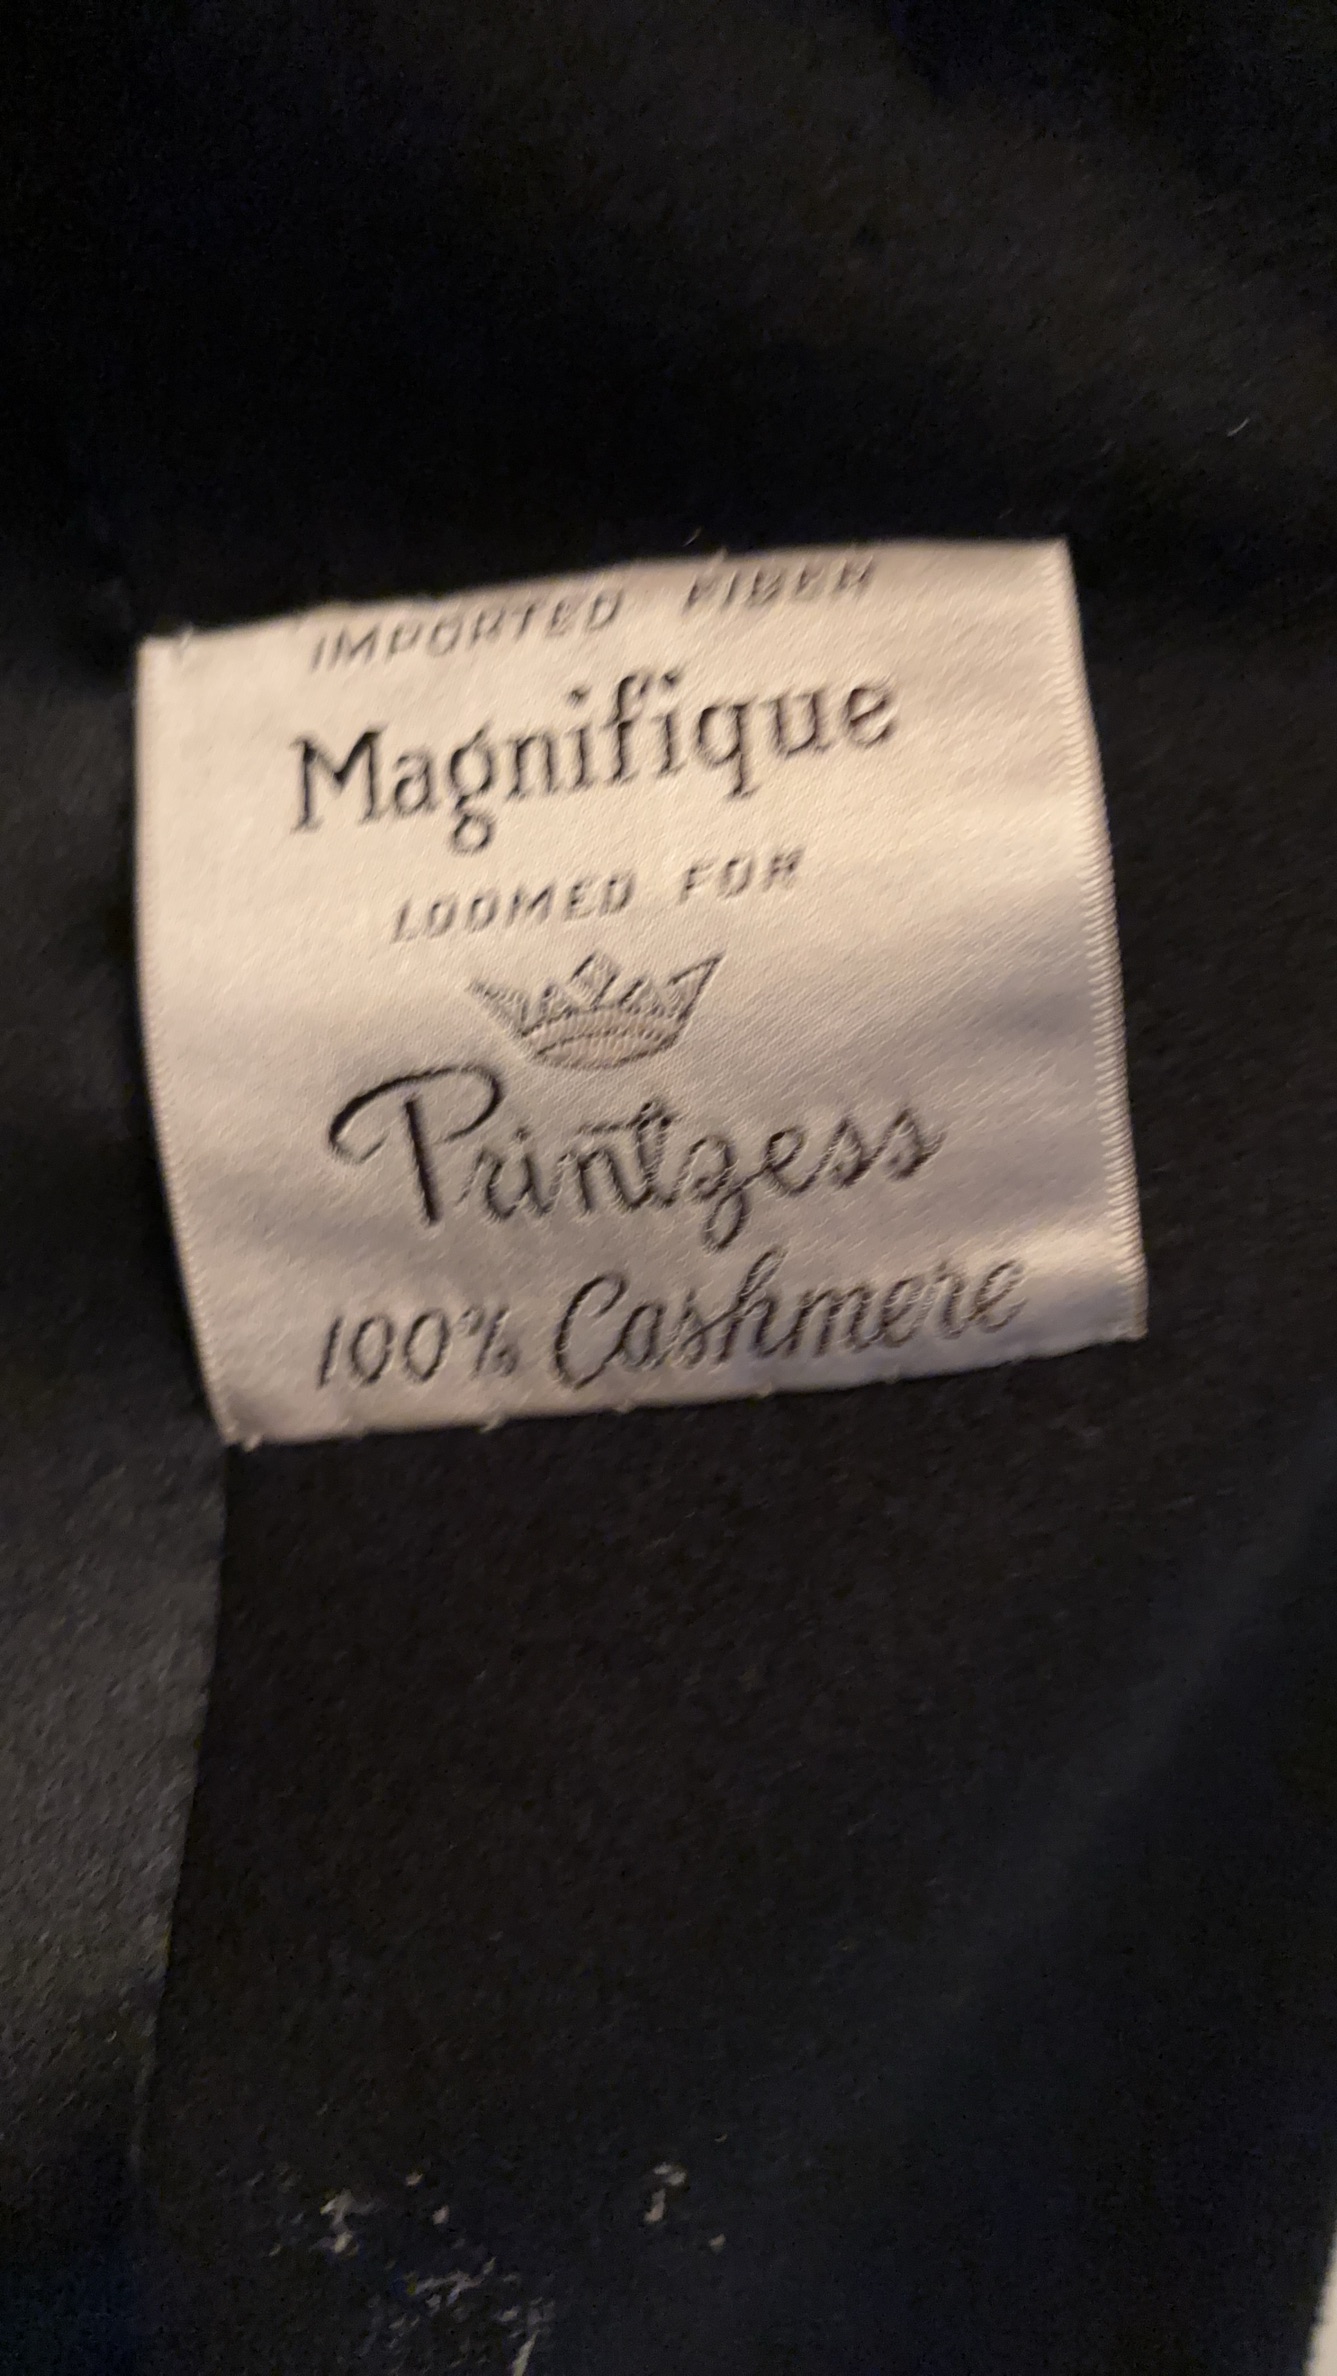 IMPORTED FIBER
Magnifique
LOOMED FOR
Printzess
100% Cashmere